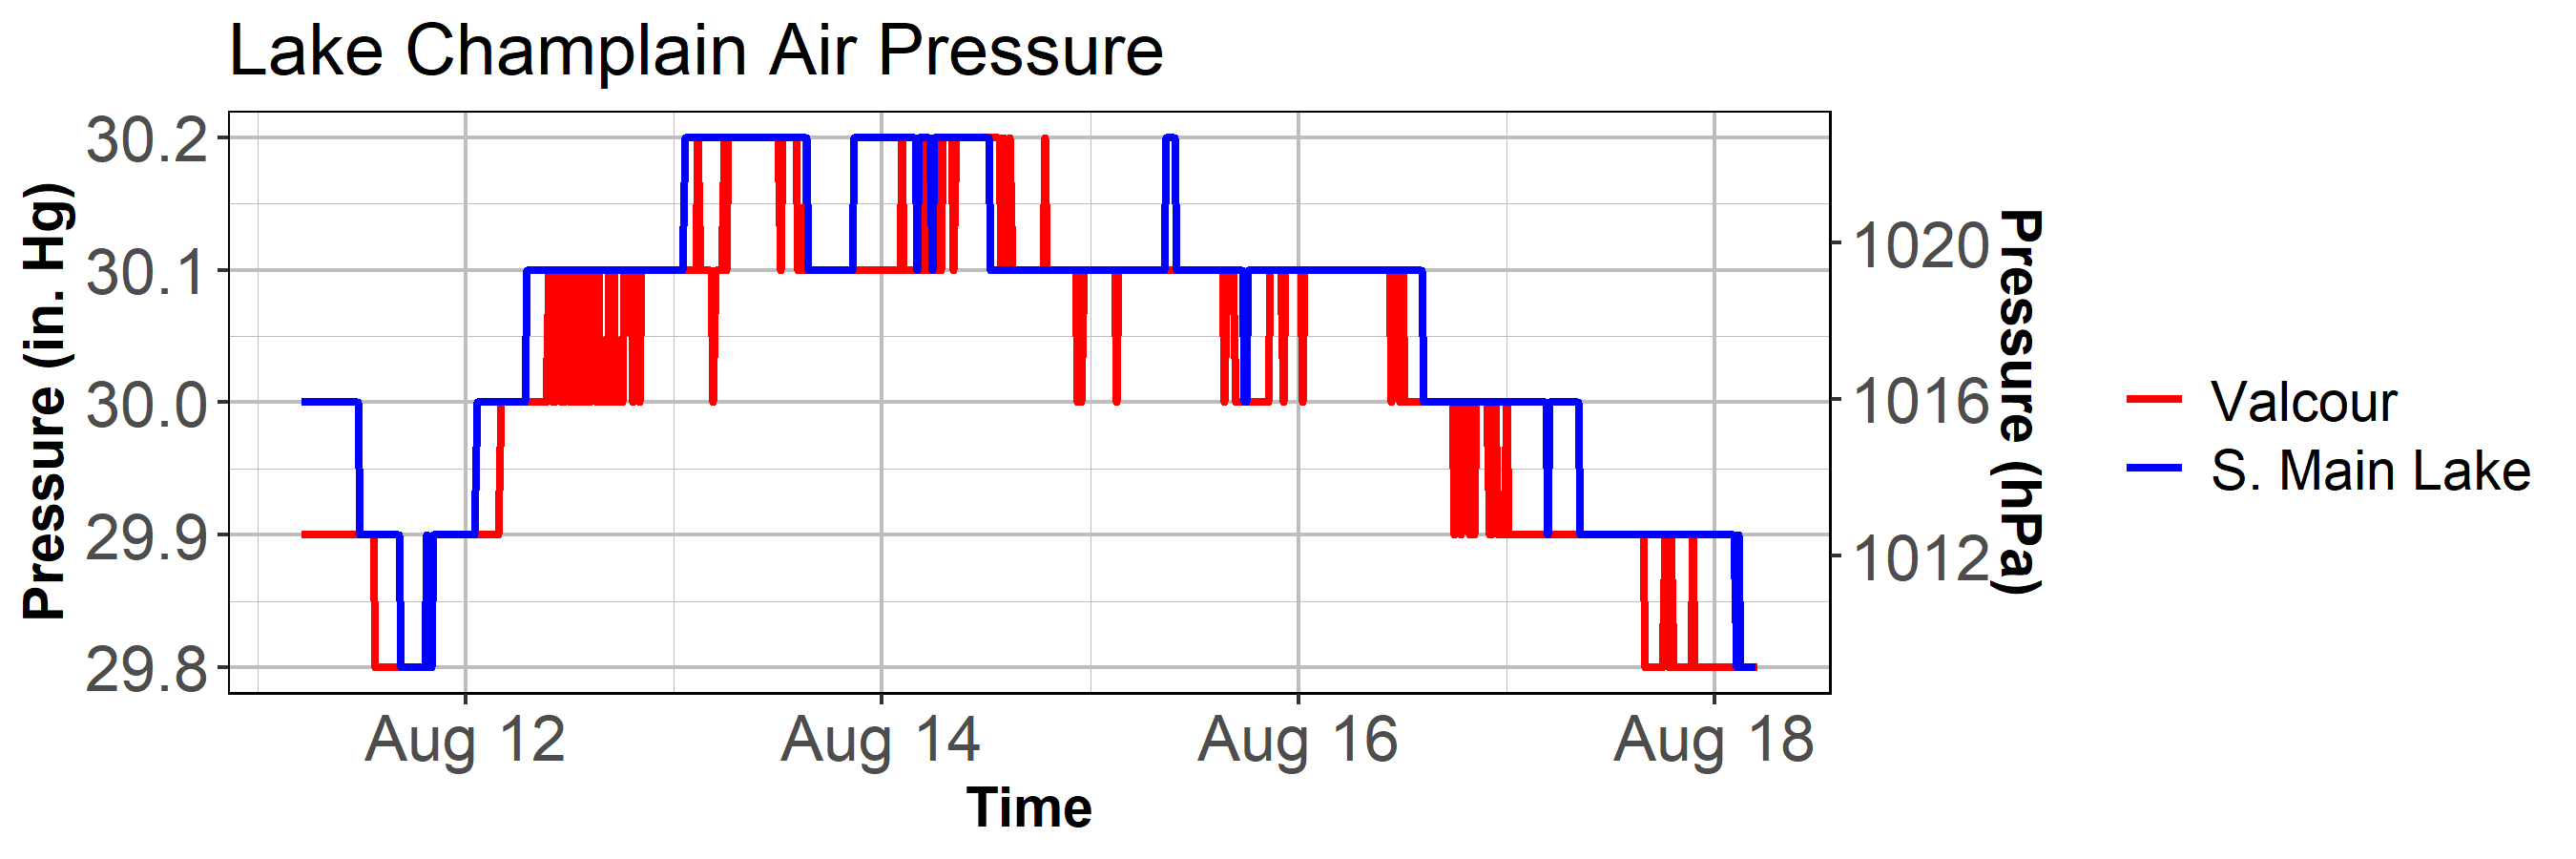 Lake Champlain Air Pressure
Pressure (in. Hg)
30.2
30.1
30.0
29.9
29.8
1020
1016
1012
Pressure (hPa)
Valcour
S. Main Lake
Aug 12
Aug 14
Aug 16
Aug 18
Time